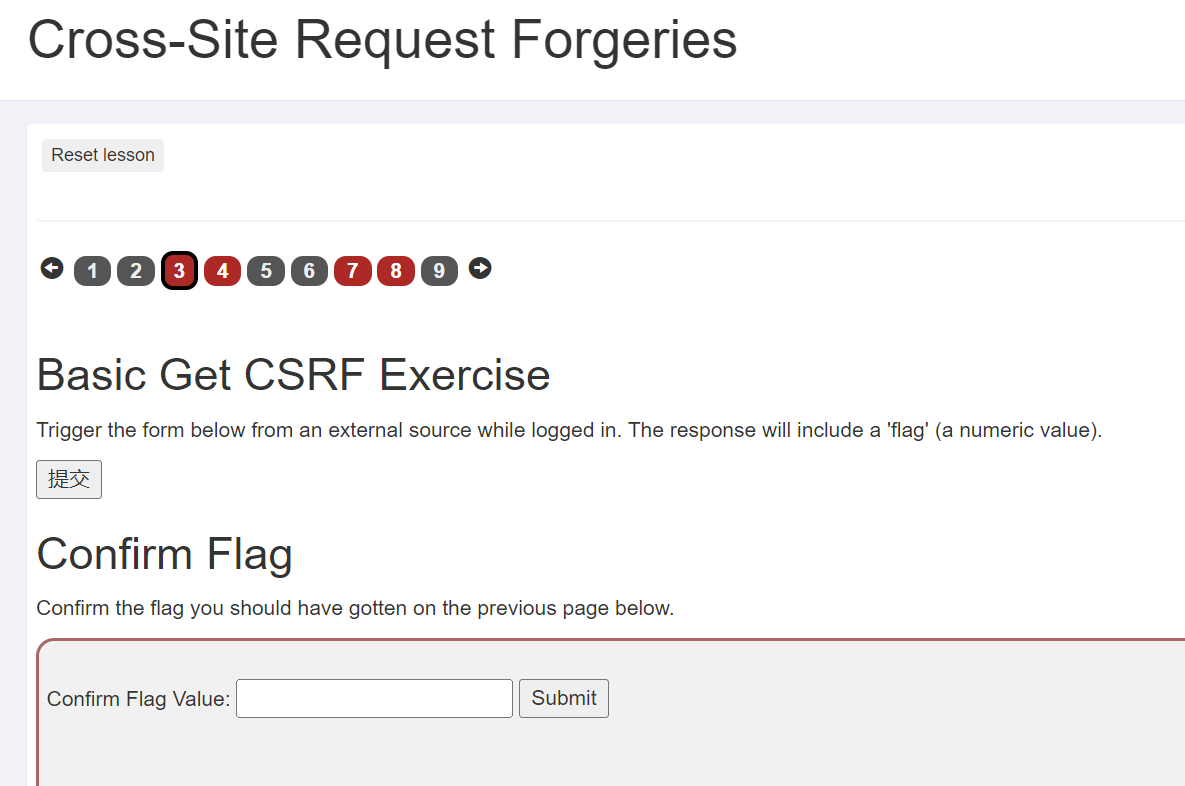 Cross-Site Request Forgeries
Reset lesson
1 2 3 4 5 6 7 8 9
Basic Get CSRF Exercise
Trigger the form below from an external source while logged in. The response will include a 'flag' (a numeric value).
提交
Confirm Flag
Confirm the flag you should have gotten on the previous page below.
Confirm Flag Value: Submit